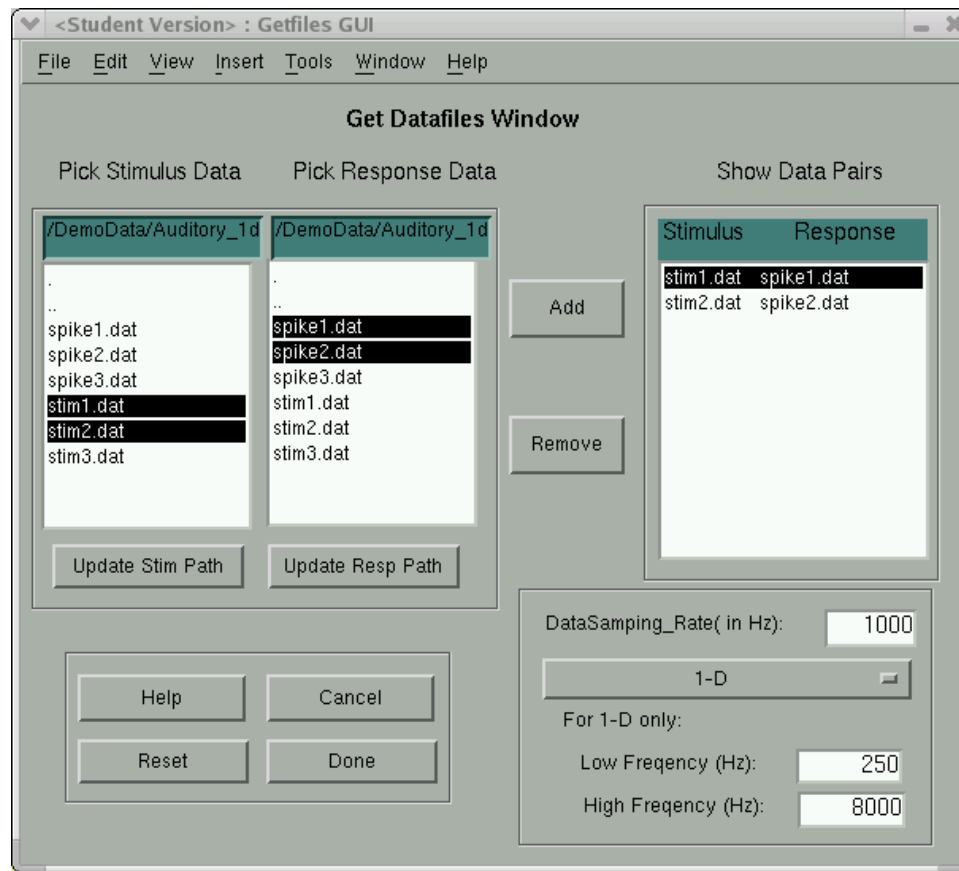 <Student Version> : Getfiles GUI
File Edit View Insert Tools Window Help
Get Datafiles Window
Pick Stimulus Data
/DemoData/Auditory_1d
.
..
spike1.dat
spike2.dat
spike3.dat
stim1.dat
stim2.dat
stim3.dat
Update Stim Path
Pick Response Data
/DemoData/Auditory_1d
.
..
spike1.dat
spike2.dat
spike3.dat
stim1.dat
stim2.dat
stim3.dat
Update Resp Path
Add
Remove
Show Data Pairs
Stimulus Response
stim1.dat spike1.dat
stim2.dat spike2.dat
Help
Cancel
Reset
Done
DataSamping_Rate( in Hz): 1000
1-D
For 1-D only:
Low Freqency (Hz): 250
High Freqency (Hz): 8000